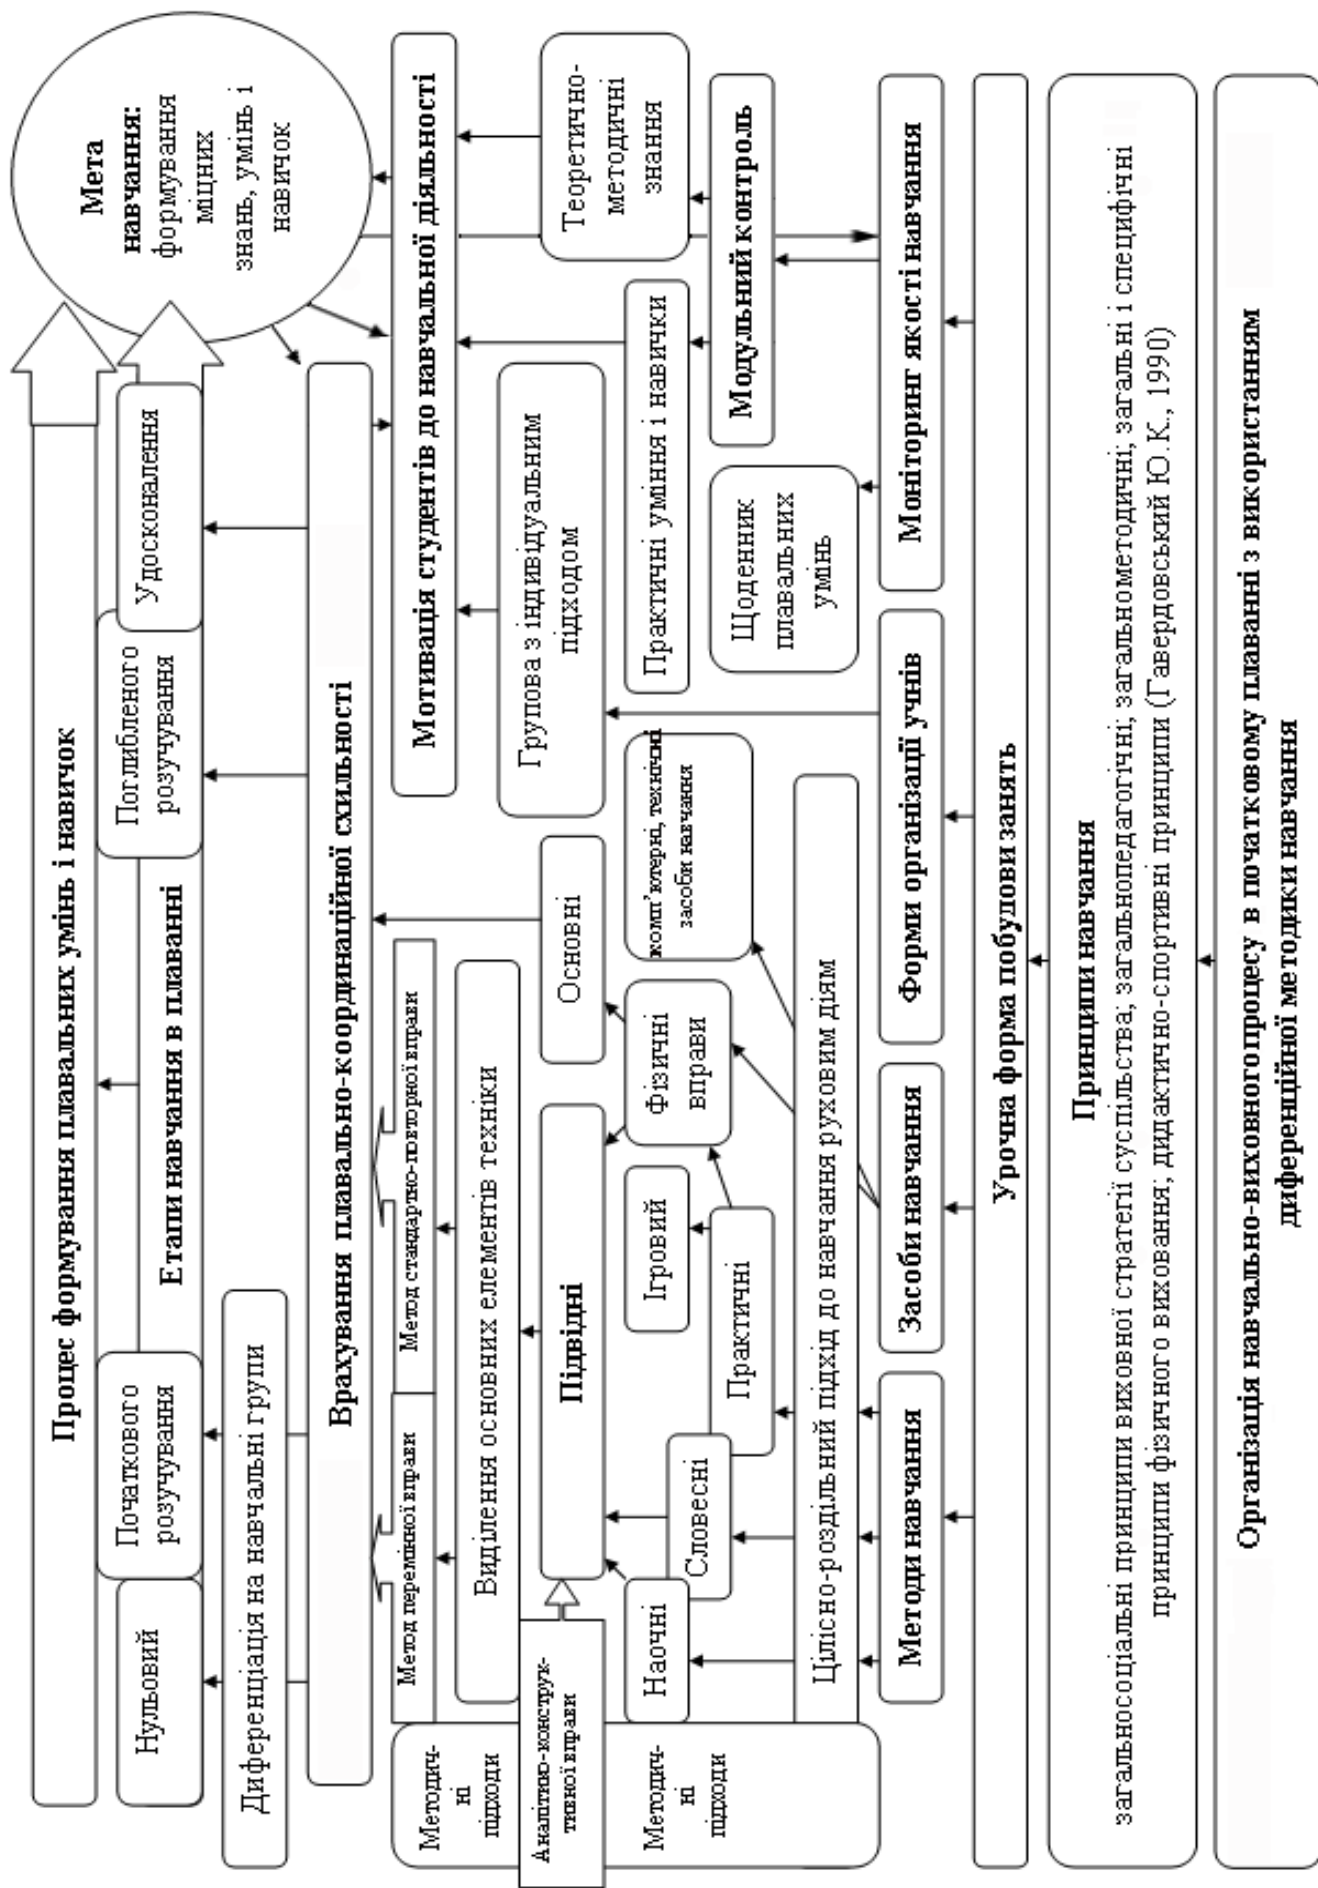 Мета
навчання:
формування
міцних
знань, умінь і
навичок
Процес формування плавальних умінь і навичок
Нульовий
Початкового
розучування
Етапи навчання в плаванні
Поглибленого
розучування
Удосконалення
Диференціація на навчальні групи
Врахування плавально-координаційної схильності
Мотивація студентів до навчальної діяльності
Методич-
ні
підходи
Метод перемінної вправи
Метод стандартно-повторної вправи
Виділення основних елементів техніки
Групова з індивідуальним
підходом
Теоретично-
методичні
знання
Аналітико-конструк-
тивної вправи
Підвідні
Основні
Методич-
ні
підходи
Наочні
Словесні
Практичні
Ігровий
Фізичні
вправи
комп’ютерні, технічні
засоби навчання
Практичні уміння і навички
Модульний контроль
Щоденник
плавальних
умінь
Цілісно-роздільний підхід до навчання руховим діям
Методи навчання
Засоби навчання
Форми організації учнів
Моніторинг якості навчання
Урочна форма побудови занять
Принципи навчання
загальносоціальні принципи виховної стратегії суспільства; загальнопедагогічні; загальнометодичні; загальні і специфічні
принципи фізичного виховання; дидактично-спортивні принципи (Гавердовський Ю.К., 1990)
Організація навчально-виховного процесу в початковому плаванні з використанням
диференційної методики навчання